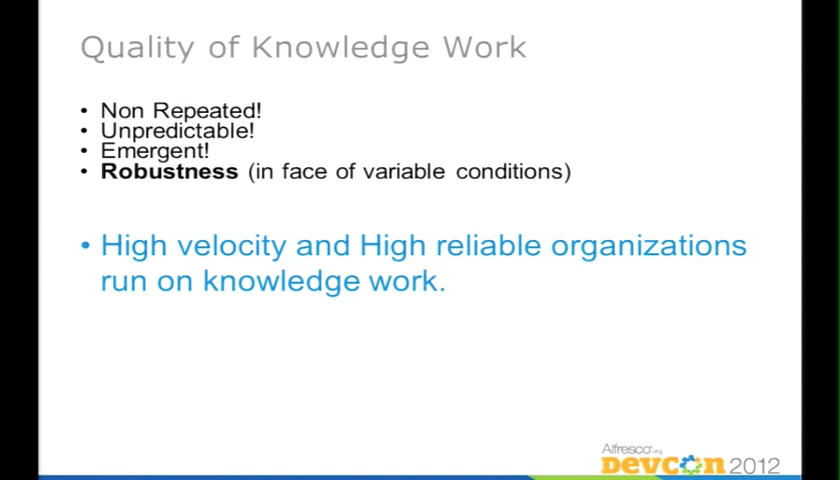 Quality of Knowledge Work
• Non Repeated!
• Unpredictable!
• Emergent!
• Robustness (in face of variable conditions)
• High velocity and High reliable organizations
run on knowledge work.
Alfresco.org
DEVCON 2012